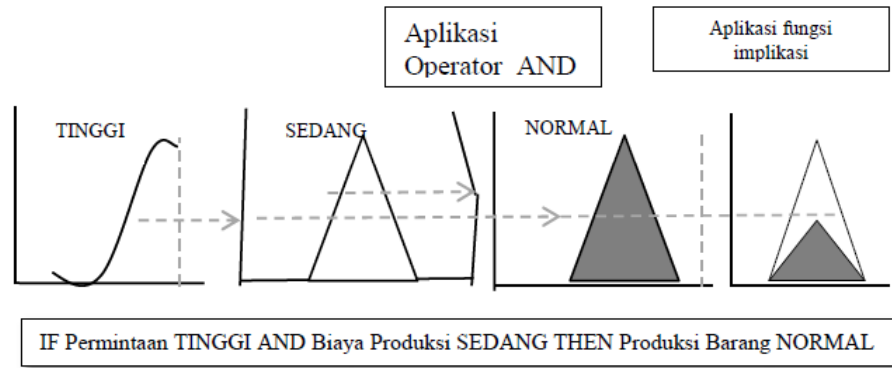 Aplikasi
Operator AND
Aplikasi fungsi
implikasi
TINGGI
SEDANG
NORMAL
IF Permintaan TINGGI AND Biaya Produksi SEDANG THEN Produksi Barang NORMAL